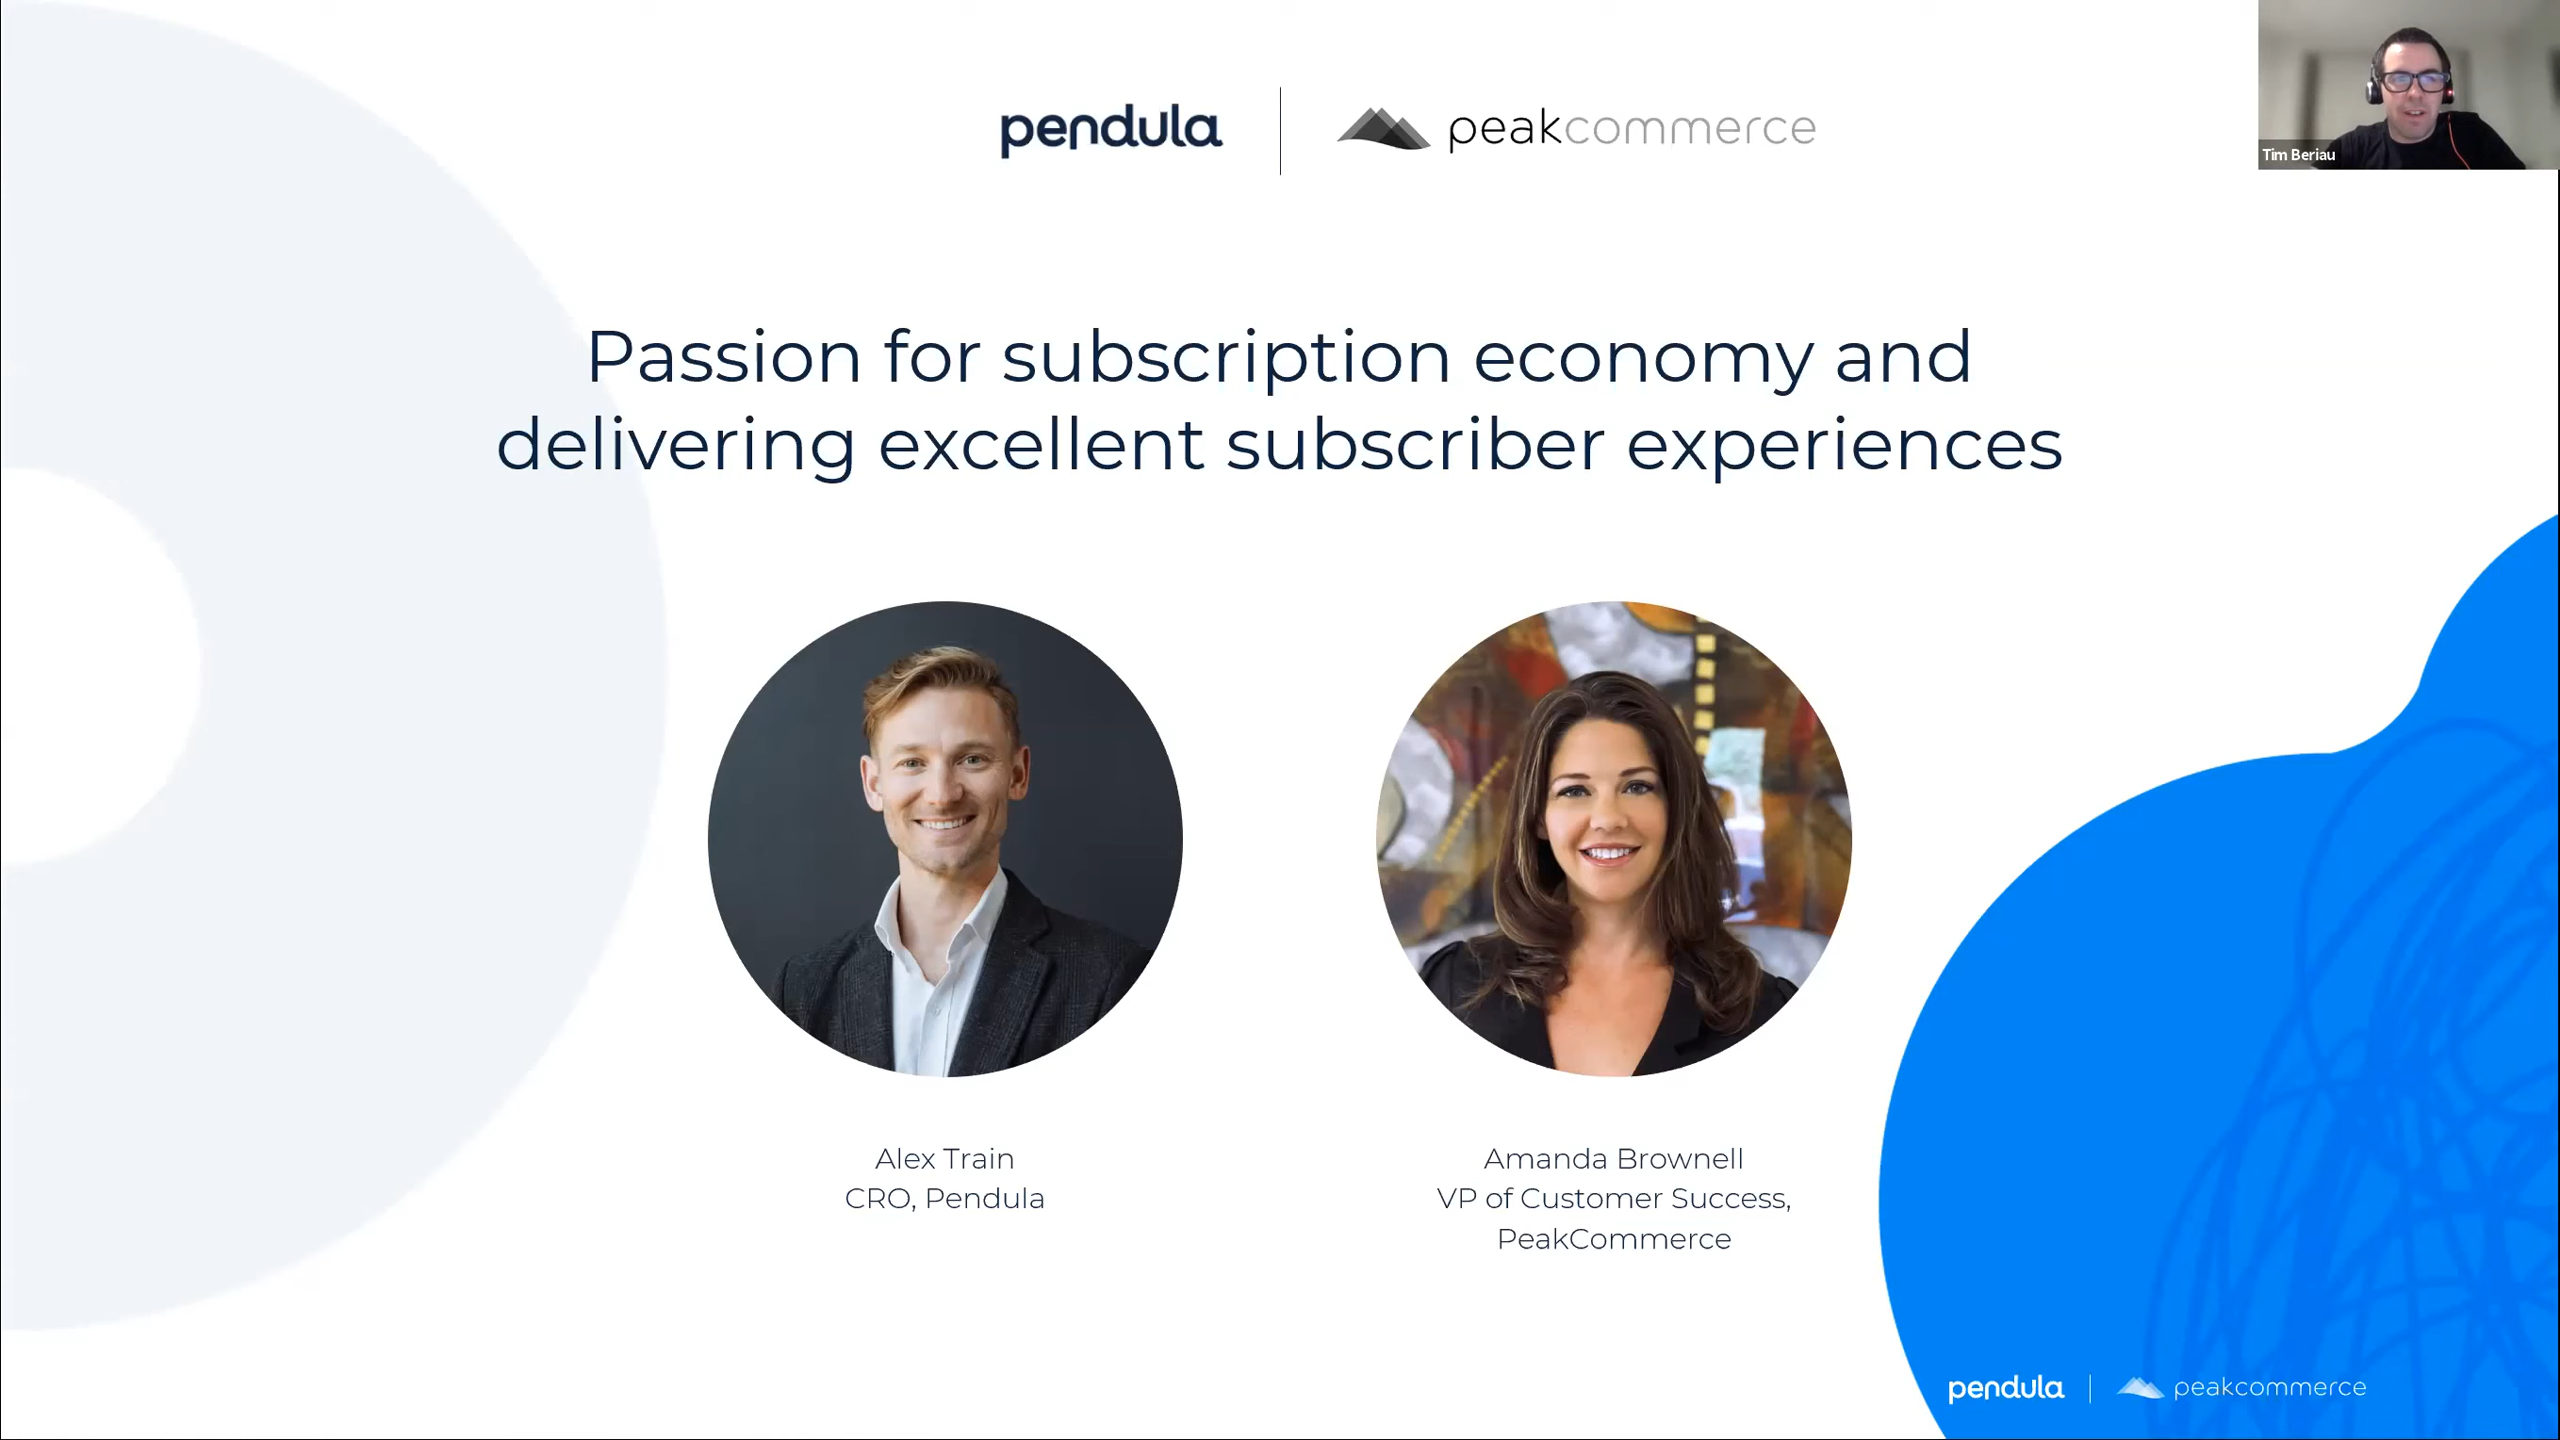 pendula
peakcommerce
Tim Beriau
Passion for subscription economy and
delivering excellent subscriber experiences
Alex Train
CRO, Pendula
Amanda Brownell
VP of Customer Success,
PeakCommerce
pendula
peakcommerce